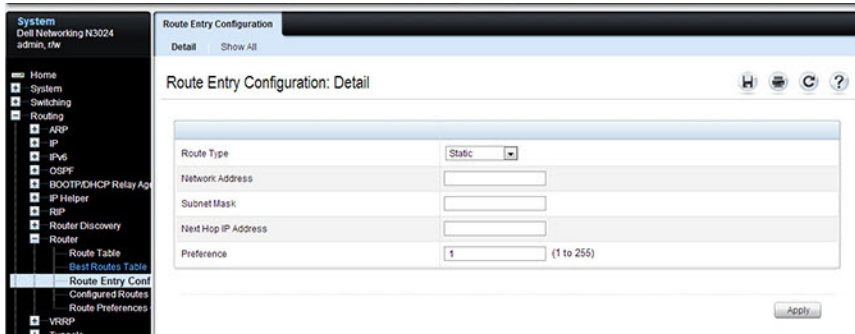 System
Dell Networking N3024
admin, r/w
Home
System
Switching
Routing
ARP
IP
IPv6
OSPF
BOOTP/DHCP Relay Age
IP Helper
RIP
Router Discovery
Router
Route Table
Best Routes Table
Route Entry Conf
Configured Routes
Route Preferences
VRRP
Tunnels
Route Entry Configuration
Detail Show All
Route Entry Configuration: Detail
H C ?
Route Type Static
Network Address
Subnet Mask
Next Hop IP Address
Preference 1 (1 to 255)
Apply